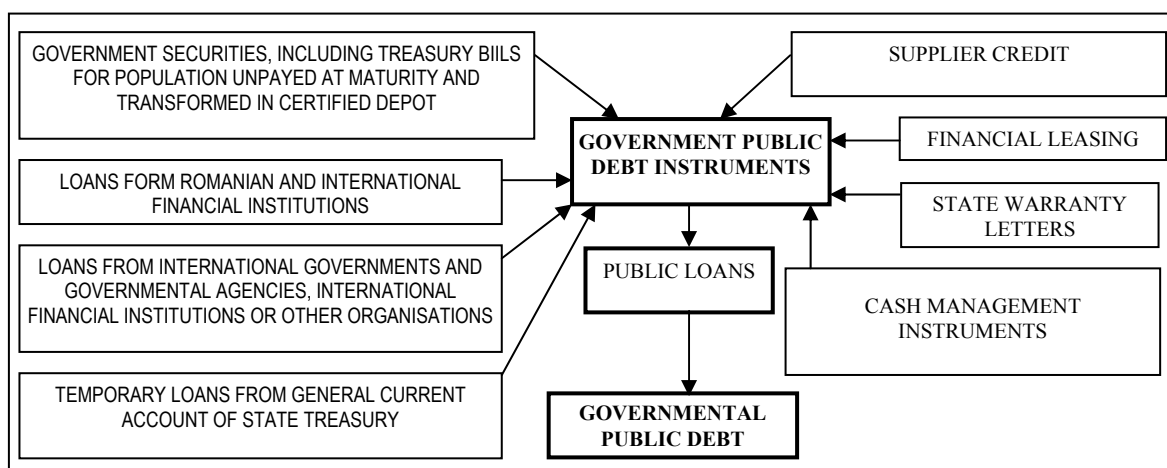 GOVERNMENT SECURITIES, INCLUDING TREASURY BIILS
FOR POPULATION UNPAYED AT MATURITY AND
TRANSFORMED IN CERTIFIED DEPOT
LOANS FORM ROMANIAN AND INTERNATIONAL
FINANCIAL INSTITUTIONS
LOANS FROM INTERNATIONAL GOVERNMENTS AND
GOVERNMENTAL AGENCIES, INTERNATIONAL
FINANCIAL INSTITUTIONS OR OTHER ORGANISATIONS
TEMPORARY LOANS FROM GENERAL CURRENT
ACCOUNT OF STATE TREASURY
GOVERNMENT PUBLIC
DEBT INSTRUMENTS
PUBLIC LOANS
GOVERNMENTAL
PUBLIC DEBT
SUPPLIER CREDIT
FINANCIAL LEASING
STATE WARRANTY
LETTERS
CASH MANAGEMENT
INSTRUMENTS